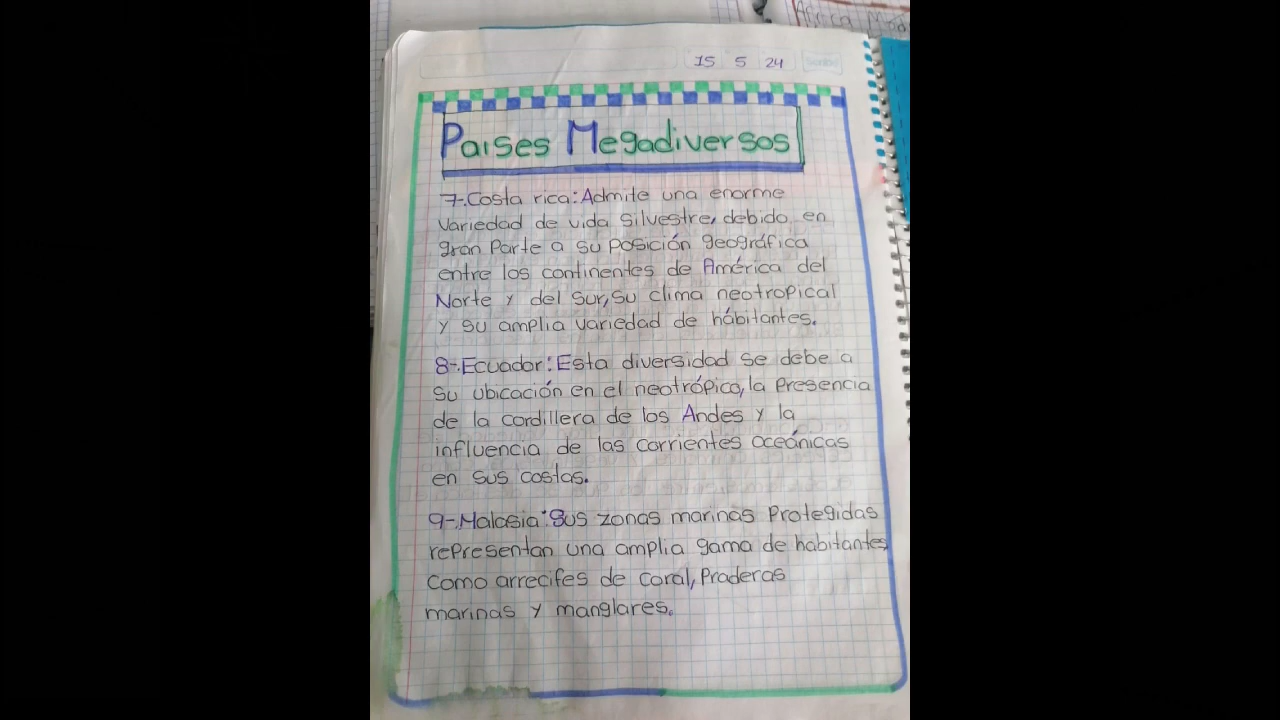 África
15 5 24
Paises Megadiversos
7-. Costa rica: Admite una enorme
variedad de vida silvestre, debido en
gran Parte a su posición geográfica
entre los continentes de América del
Norte y del sur, su clima neotropical
y su amplia variedad de hábitantes.
8-. Ecuador: Esta diversidad se debe a
su ubicación en el neotrópico, la presencia
de la cordillera de los Andes y la
influencia de las corrientes oceánicas
en sus costas.
9-. Malasia: Sus zonas marinas Protegidas
representan una amplia gama de habitantes
como arrecifes de coral, Praderas
marinas y manglares.